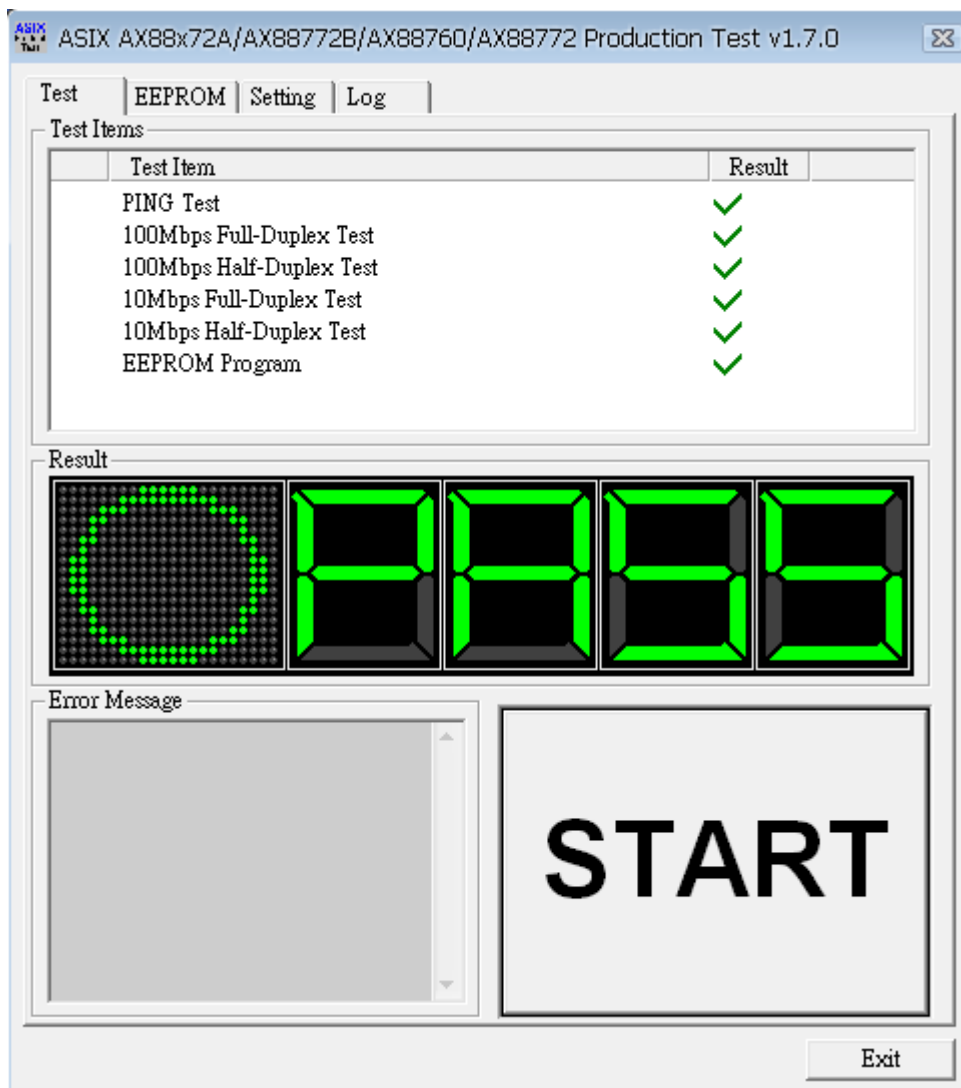 ASIX AX88x72A/AX88772B/AX88760/AX88772 Production Test v1.7.0
Test EEPROM Setting Log
Test Items
Test Item Result
PING Test
100Mbps Full-Duplex Test
100Mbps Half-Duplex Test
10Mbps Full-Duplex Test
10Mbps Half-Duplex Test
EEPROM Program
Result
PASS
Error Message
START
Exit